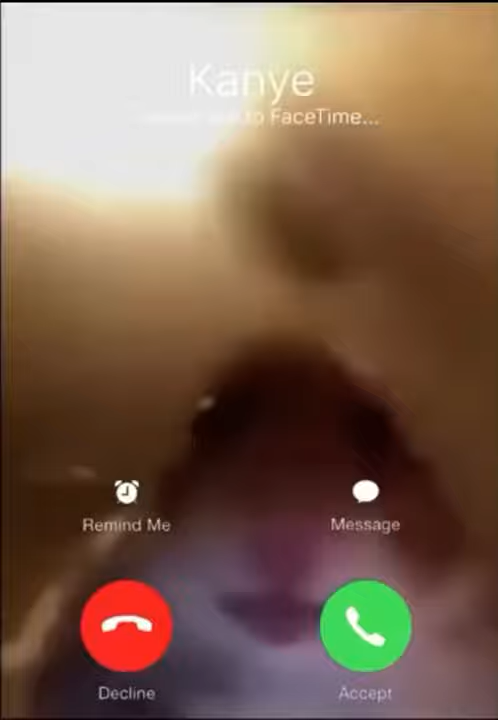 Kanye
to FaceTime...
Remind Me
Message
Decline
Accept